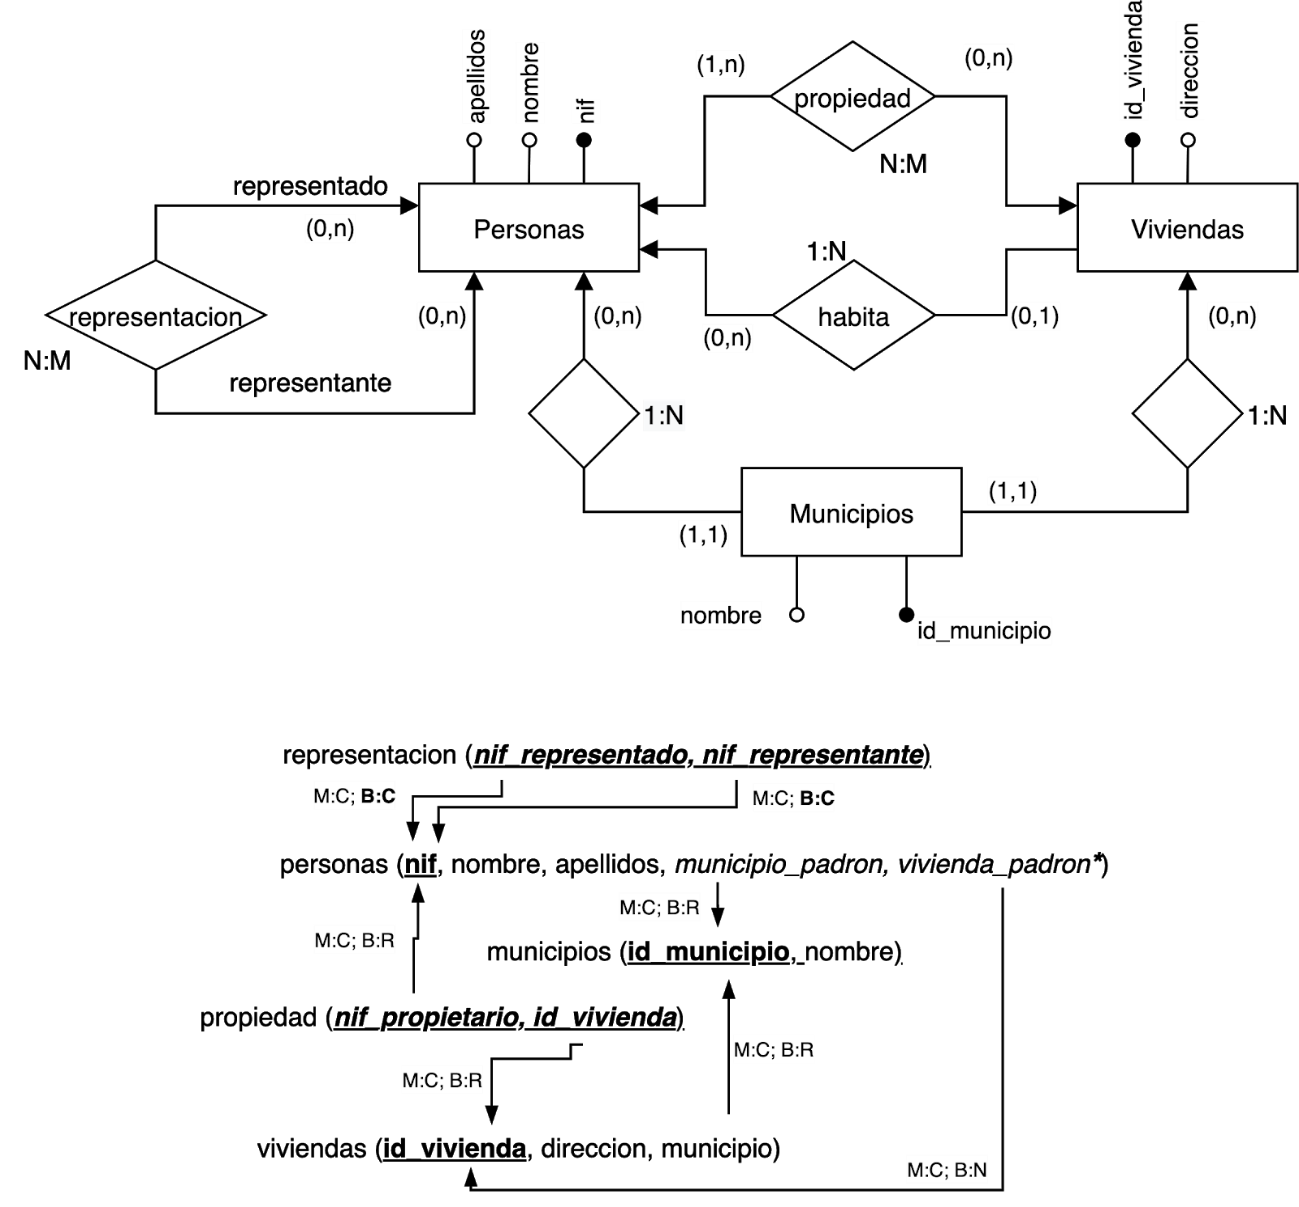 apellidos
nombre
nif
id_vivienda
direccion
(1,n)
propiedad
(0,n)
N:M
representado
(0,n)
Personas
Viviendas
1:N
representacion
N:M
(0,n)
(0,n)
(0,n)
habita
(0,1)
(0,n)
representante
1:N
1:N
(1,1)
Municipios
(1,1)
nombre
id_municipio
representacion (nif_representado, nif_representante)
M:C; B:C
M:C; B:C
personas (nif, nombre, apellidos, municipio_padron, vivienda_padron*)
M:C; B:R
M:C; B:R
municipios (id_municipio, nombre)
propiedad (nif_propietario, id_vivienda)
M:C; B:R
M:C; B:R
viviendas (id_vivienda, direccion, municipio)
M:C; B:N